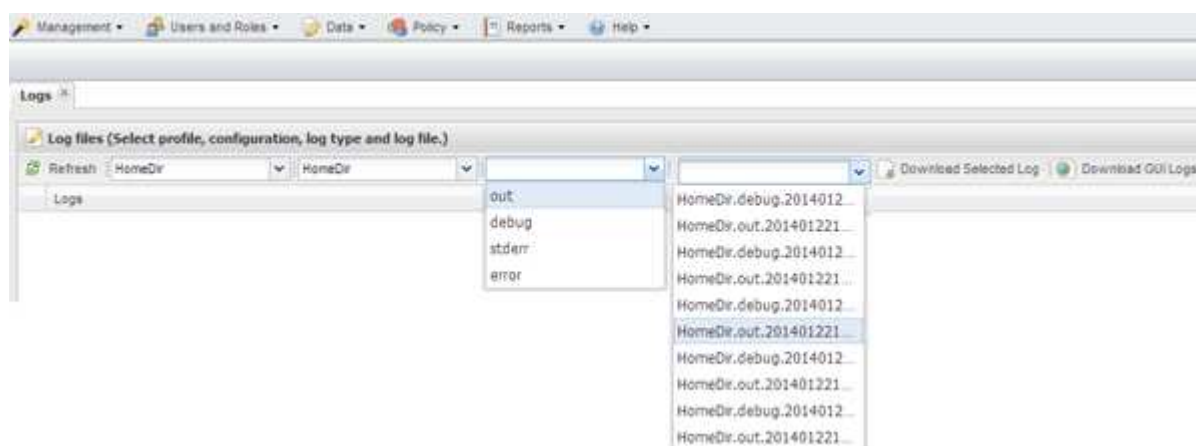 Management Users and Roles Data Policy Reports Help
Logs
Log files (Select profile, configuration, log type and log file.)
Refresh HomeDir HomeDir Download Selected Log Download GUI Logs
Logs
out
debug
stderr
error
HomeDir.debug.2014012...
HomeDir.out.201401221...
HomeDir.debug.2014012...
HomeDir.out.201401221...
HomeDir.debug.2014012...
HomeDir.out.201401221...
HomeDir.debug.2014012...
HomeDir.out.201401221...
HomeDir.debug.2014012...
HomeDir.out.201401221...